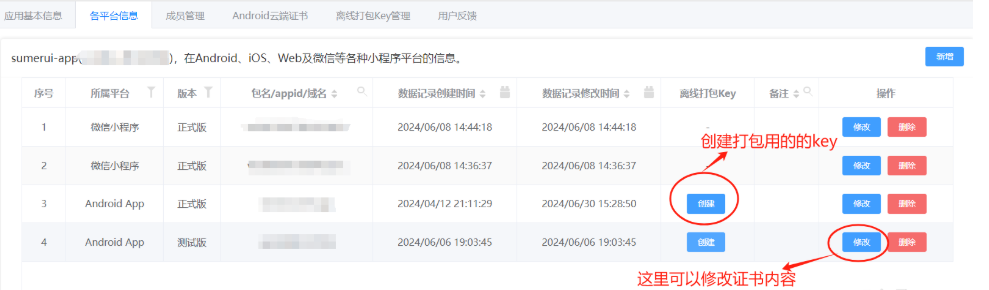 应用基本信息 各平台信息 成员管理 Android云端证书 离线打包Key管理 用户反馈
sumerui-app( )，在Android、iOS、Web及微信等各种小程序平台的信息。 新增
序号 所属平台 版本 包名/appid/域名 数据记录创建时间 数据记录修改时间 离线打包Key 备注 操作
1 微信小程序 正式版 2024/06/08 14:44:18 2024/06/08 14:44:18 - 修改 删除
创建打包用的的key
2 微信小程序 正式版 2024/06/08 14:36:37 2024/06/08 14:36:37 修改 删除
3 Android App 正式版 2024/04/12 21:11:29 2024/06/30 15:28:50 创建 修改 删除
4 Android App 测试版 2024/06/06 19:03:45 2024/06/06 19:03:45 创建 修改 删除
这里可以修改证书内容